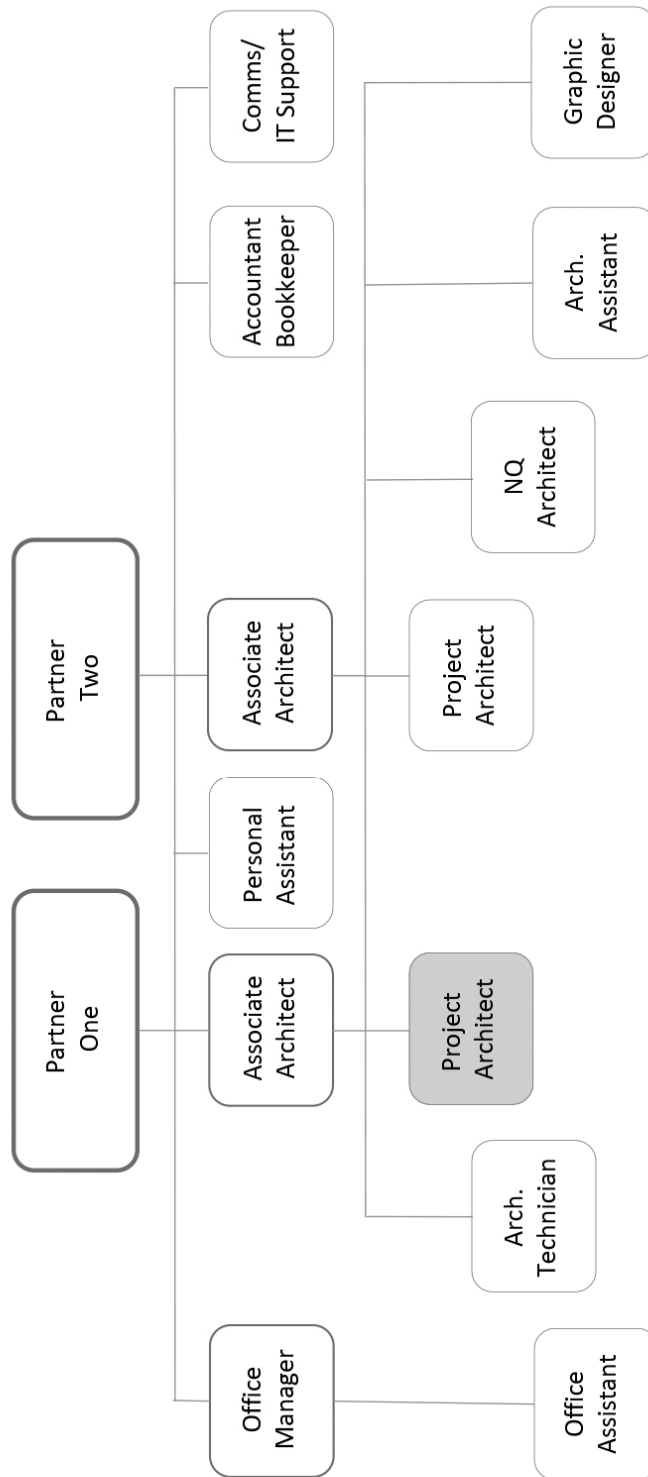 Partner
One
Partner
Two
Office
Manager
Associate
Architect
Personal
Assistant
Associate
Architect
Accountant
Bookkeeper
Comms/
IT Support
Project
Architect
Project
Architect
Arch.
Technician
NQ
Architect
Office
Assistant
Arch.
Assistant
Graphic
Designer